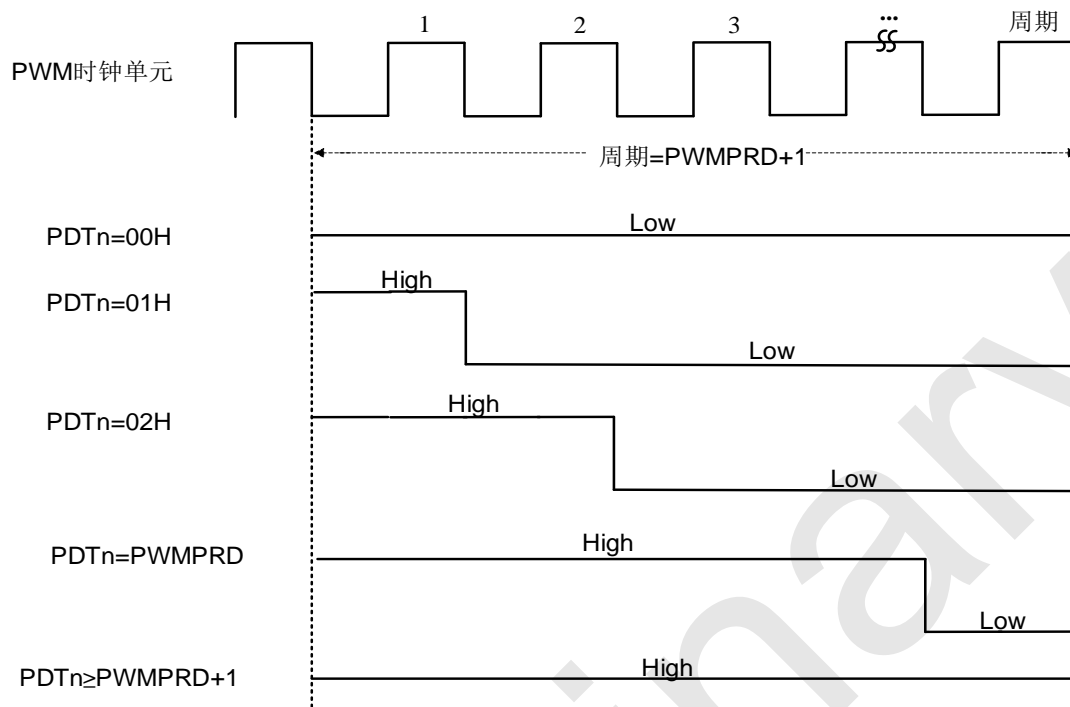 1 2 3 ... 周期
PWM时钟单元
周期=PWMPRD+1
PDTn=00H Low
PDTn=01H High Low
PDTn=02H High Low
PDTn=PWMPRD High Low
PDTn≥PWMPRD+1 High